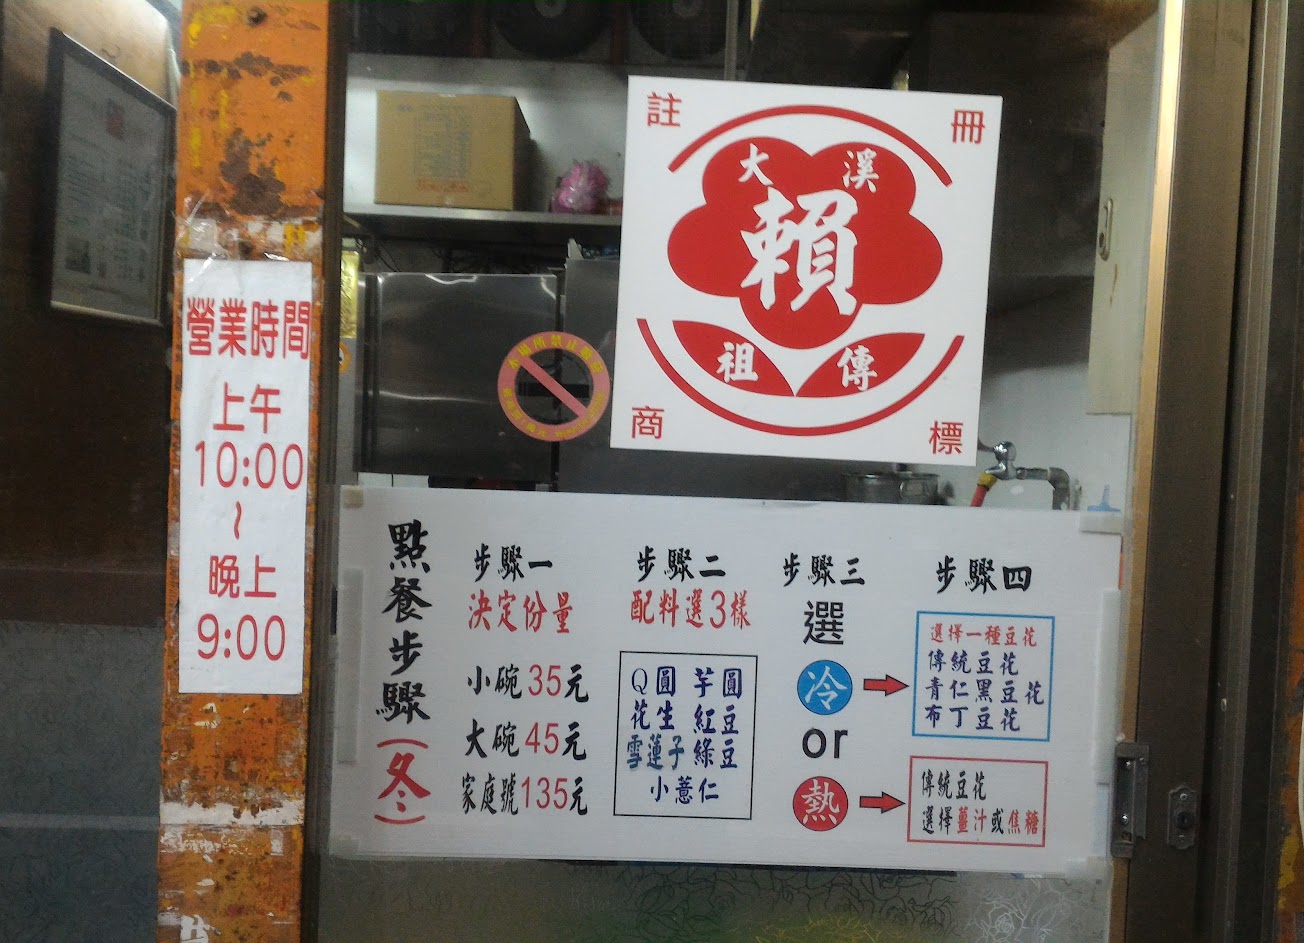 註冊
大溪
賴
祖傳
商標
營業時間
上午
10:00
~
晚上
9:00
點餐步驟(冬)
步驟一
決定份量
小碗35元
大碗45元
家庭號135元
步驟二
配料選3樣
Q圓 芋圓
花生 紅豆
雪蓮子 綠豆
小薏仁
步驟三
選
冷
or
熱
步驟四
選擇一種豆花
傳統豆花
青仁黑豆花
布丁豆花
傳統豆花
選擇薑汁或焦糖